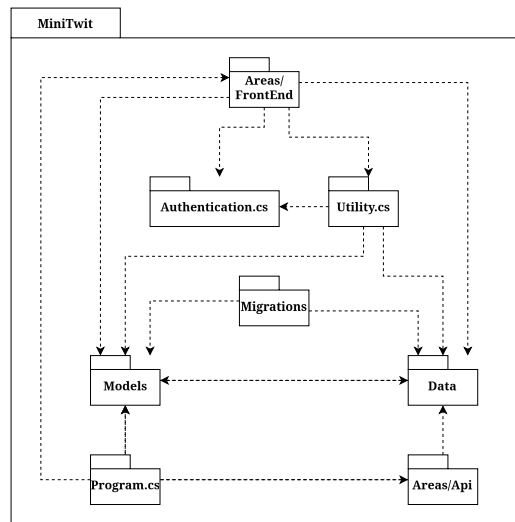 MiniTwit
Areas/
FrontEnd
Authentication.cs
Utility.cs
Migrations
Models
Data
Program.cs
Areas/Api